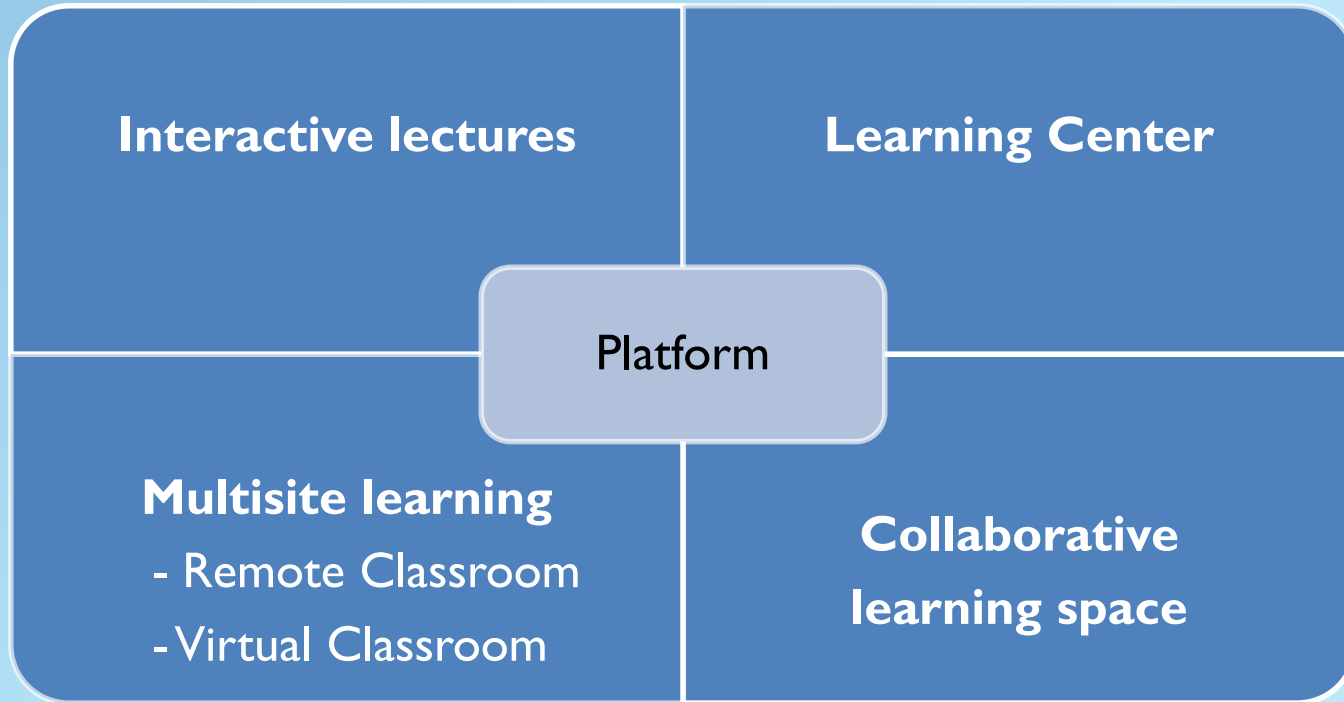 Interactive lectures
Learning Center
Platform
Multisite learning
- Remote Classroom
- Virtual Classroom
Collaborative
learning space